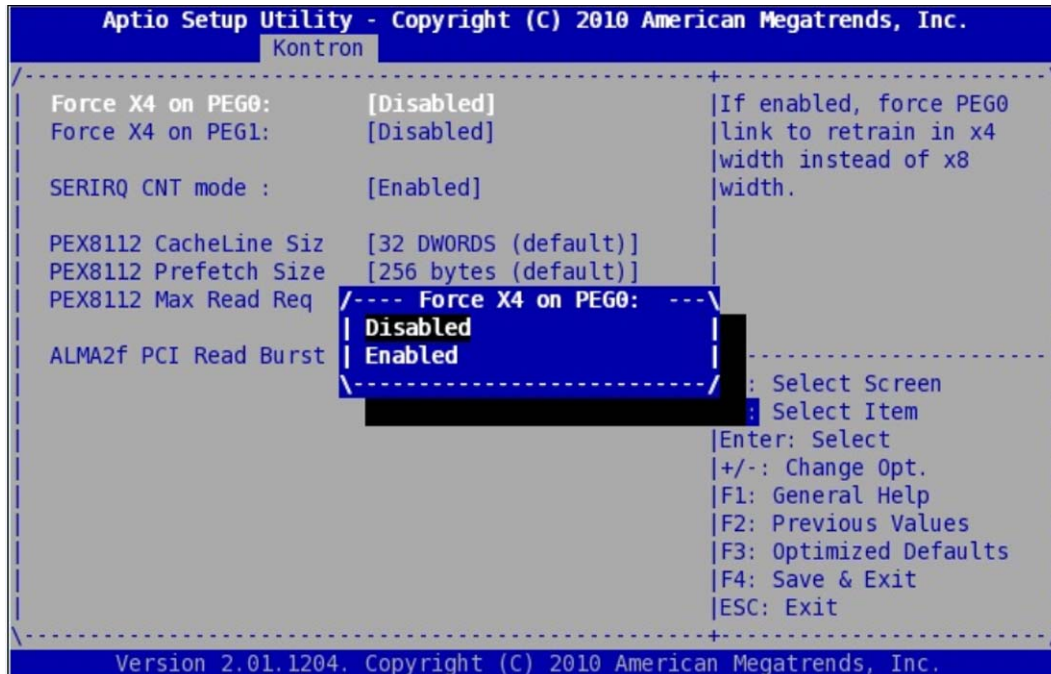 Aptio Setup Utility - Copyright (C) 2010 American Megatrends, Inc.
Kontron
Force X4 on PEG0: [Disabled]
Force X4 on PEG1: [Disabled]
SERIRQ CNT mode : [Enabled]
PEX8112 CacheLine Siz [32 DWORDS (default)]
PEX8112 Prefetch Size [256 bytes (default)]
PEX8112 Max Read Req
ALMA2f PCI Read Burst
---- Force X4 on PEG0: ---
Disabled
Enabled
If enabled, force PEG0
link to retrain in x4
width instead of x8
width.
: Select Screen
: Select Item
Enter: Select
+/-: Change Opt.
F1: General Help
F2: Previous Values
F3: Optimized Defaults
F4: Save & Exit
ESC: Exit
Version 2.01.1204. Copyright (C) 2010 American Megatrends, Inc.